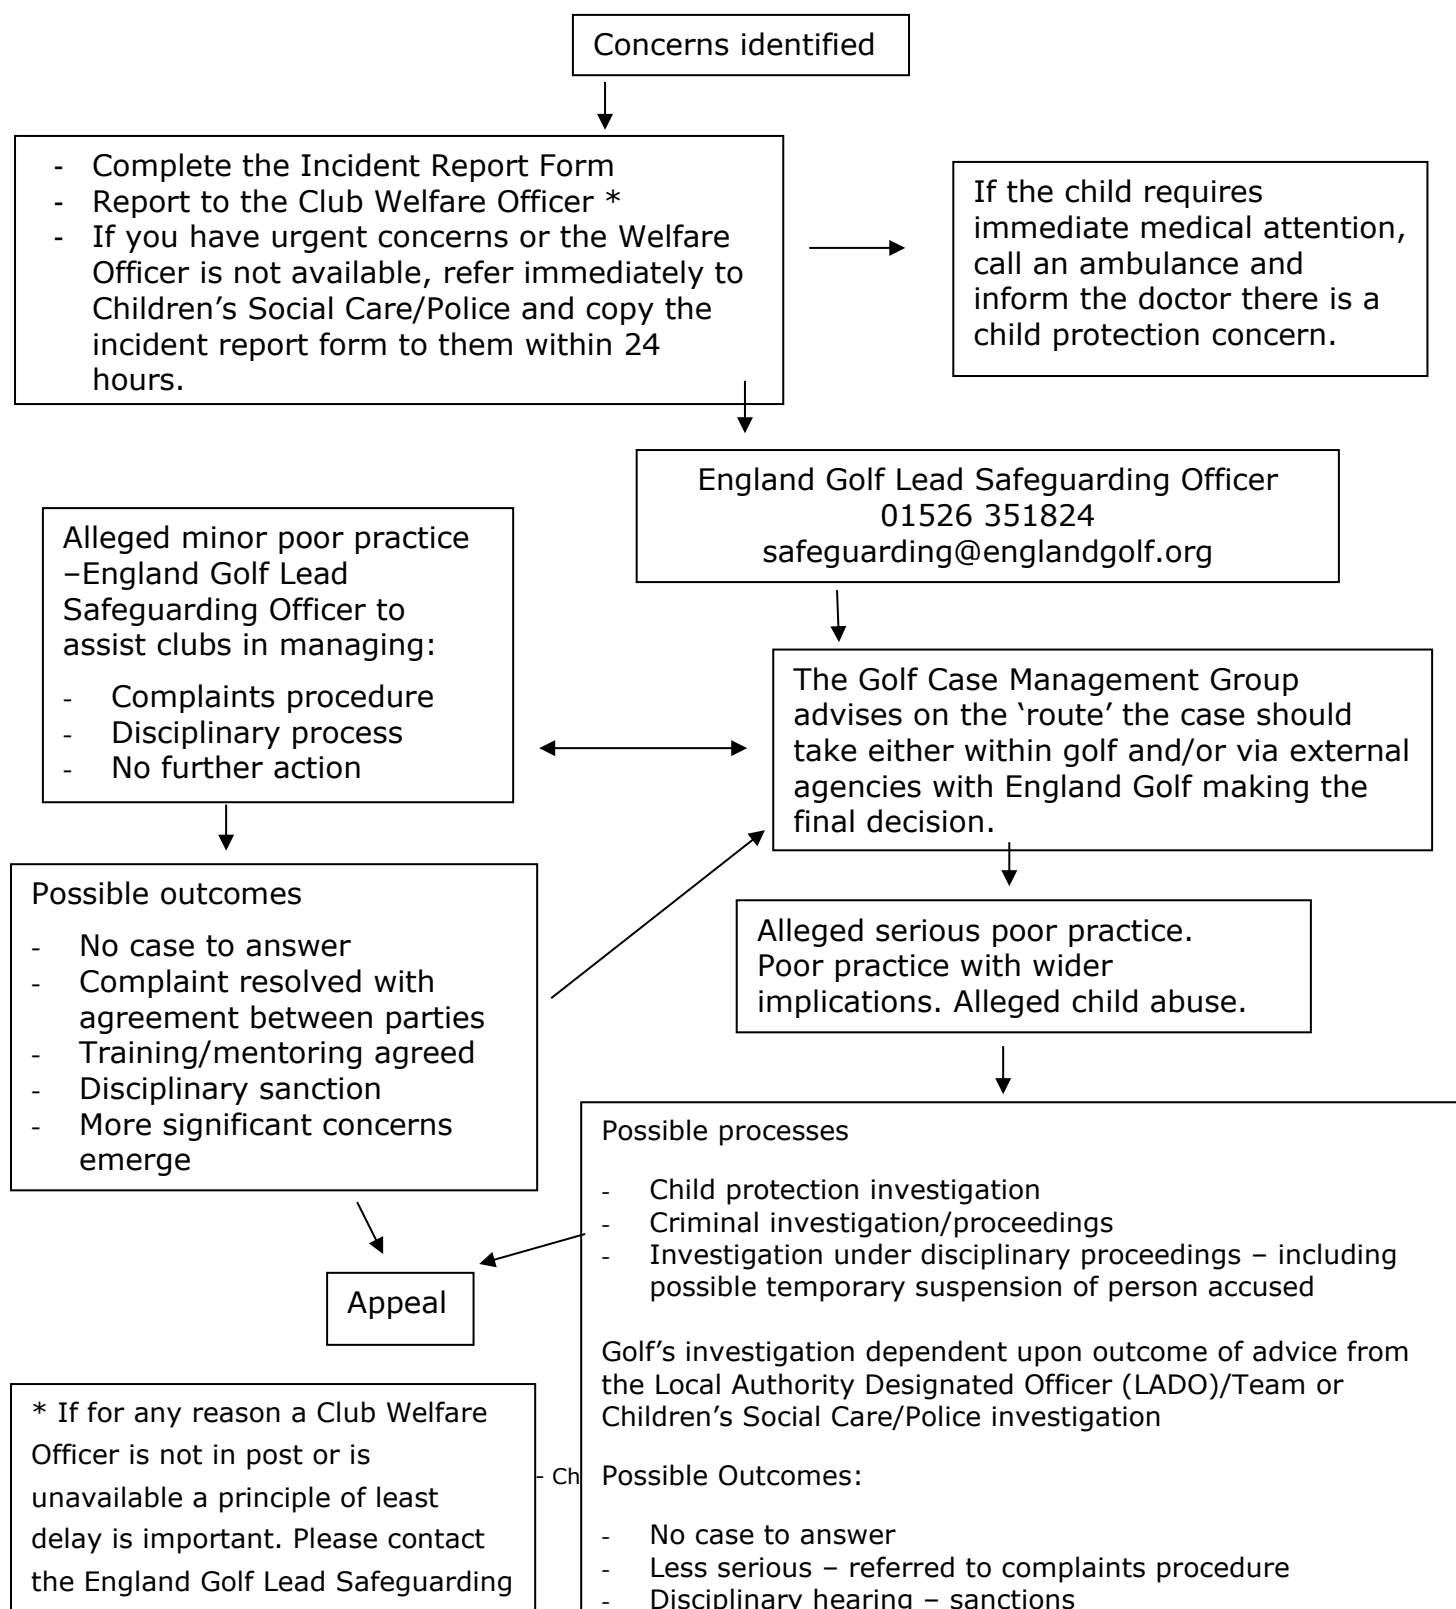 Concerns identified
- Complete the Incident Report Form
- Report to the Club Welfare Officer *
- If you have urgent concerns or the Welfare
Officer is not available, refer immediately to
Children’s Social Care/Police and copy the
incident report form to them within 24
hours.
If the child requires
immediate medical attention,
call an ambulance and
inform the doctor there is a
child protection concern.
England Golf Lead Safeguarding Officer
01526 351824
safeguarding@englandgolf.org
Alleged minor poor practice
–England Golf Lead
Safeguarding Officer to
assist clubs in managing:
- Complaints procedure
- Disciplinary process
- No further action
The Golf Case Management Group
advises on the ‘route’ the case should
take either within golf and/or via external
agencies with England Golf making the
final decision.
Possible outcomes
- No case to answer
- Complaint resolved with
agreement between parties
- Training/mentoring agreed
- Disciplinary sanction
- More significant concerns
emerge
Alleged serious poor practice.
Poor practice with wider
implications. Alleged child abuse.
Possible processes
- Child protection investigation
- Criminal investigation/proceedings
- Investigation under disciplinary proceedings – including
possible temporary suspension of person accused
Golf’s investigation dependent upon outcome of advice from
the Local Authority Designated Officer (LADO)/Team or
Children’s Social Care/Police investigation
Possible Outcomes:
- No case to answer
- Less serious – referred to complaints procedure
- Disciplinary hearing – sanctions
Appeal
* If for any reason a Club Welfare
Officer is not in post or is
unavailable a principle of least
delay is important. Please contact
the England Golf Lead Safeguarding
- Ch